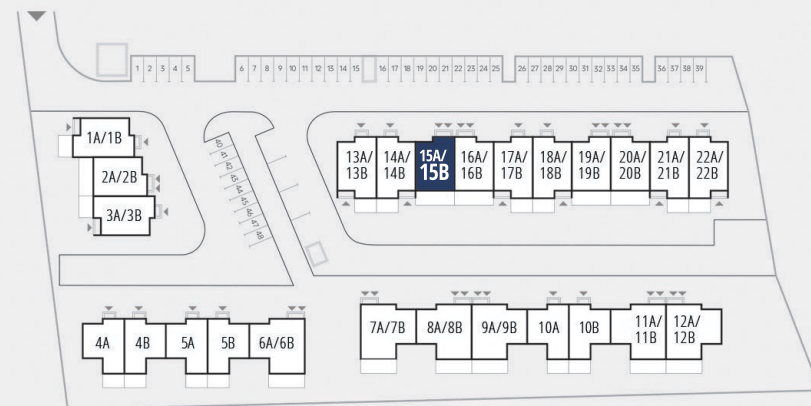 1 2 3 4 5
6 7 8 9 10 11 12 13 14 15
16 17 18 19 20 21 22 23 24 25
26 27 28 29 30 31 32 33 34 35
36 37 38 39
40
41
42
43
44
45
46
47
48
1A/1B
2A/2B
3A/3B
13A/
13B
14A/
14B
15A/
15B
16A/
16B
17A/
17B
18A/
18B
19A/
19B
20A/
20B
21A/
21B
22A/
22B
4A
4B
5A
5B
6A/6B
7A/7B
8A/8B
9A/9B
10A
10B
11A/
11B
12A/
12B